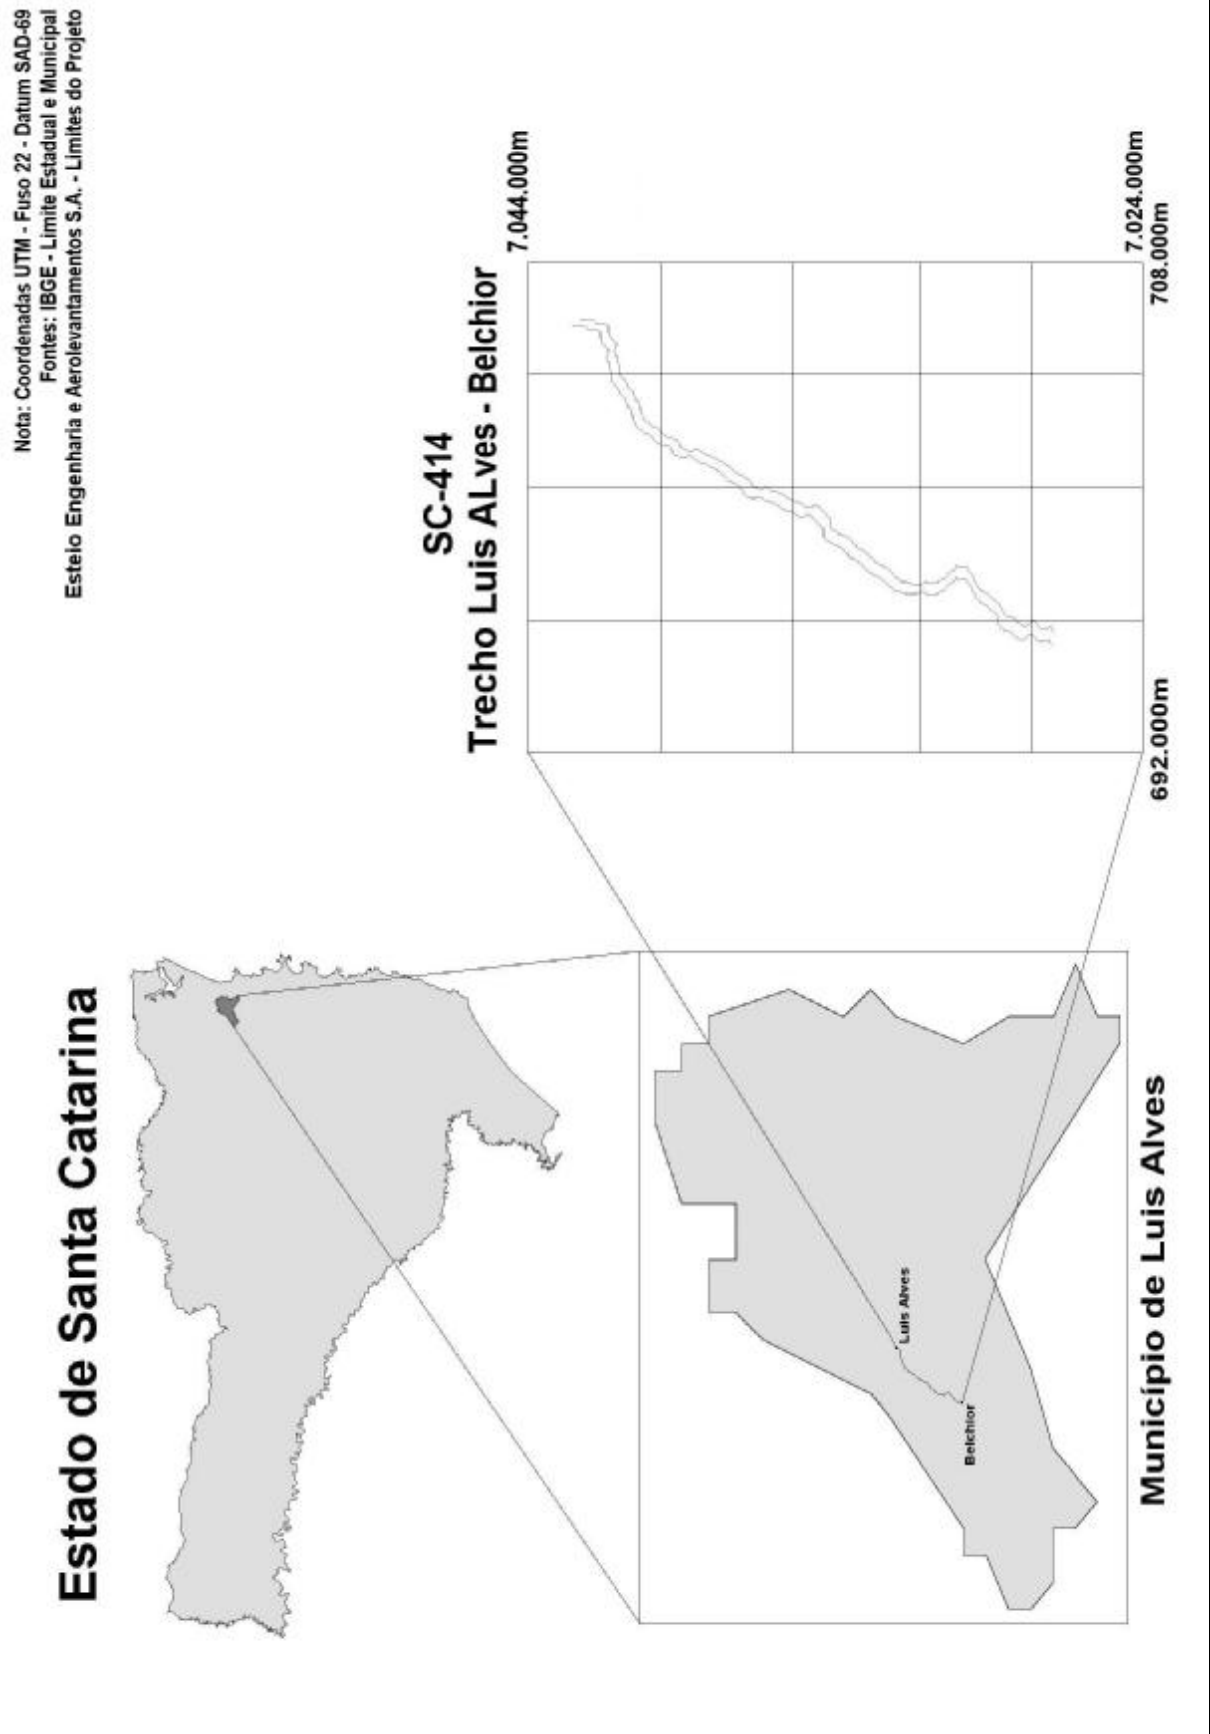 Estado de Santa Catarina
Nota: Coordenadas UTM - Fuso 22 - Datum SAD-69
Fontes: IBGE - Limite Estadual e Municipal
Esteio Engenharia e Aerolevantamentos S.A. - Limites do Projeto
SC-414
Trecho Luis ALves - Belchior
7.044.000m
7.024.000m
692.000m
708.000m
Luis Alves
Belchior
Município de Luis Alves